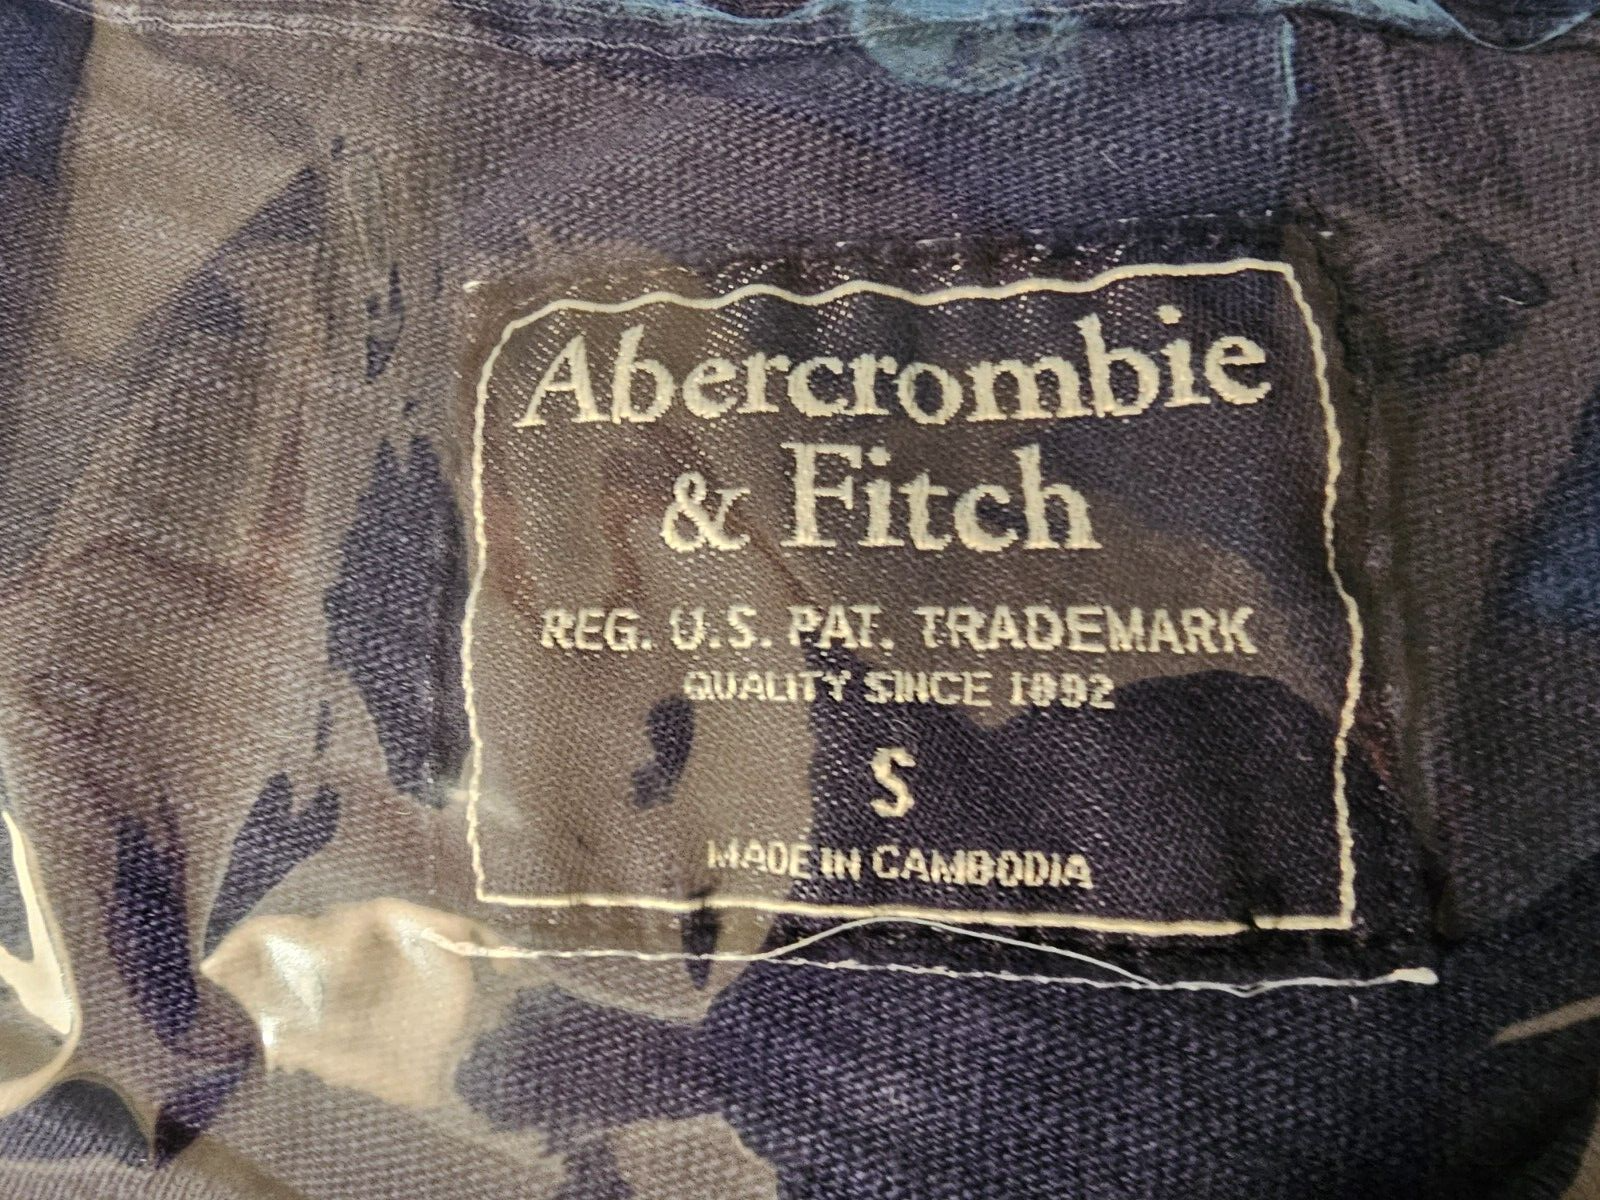 Abercrombie
& Fitch
REG. U.S. PAT. TRADEMARK
QUALITY SINCE 1892
S
MADE IN CAMBODIA